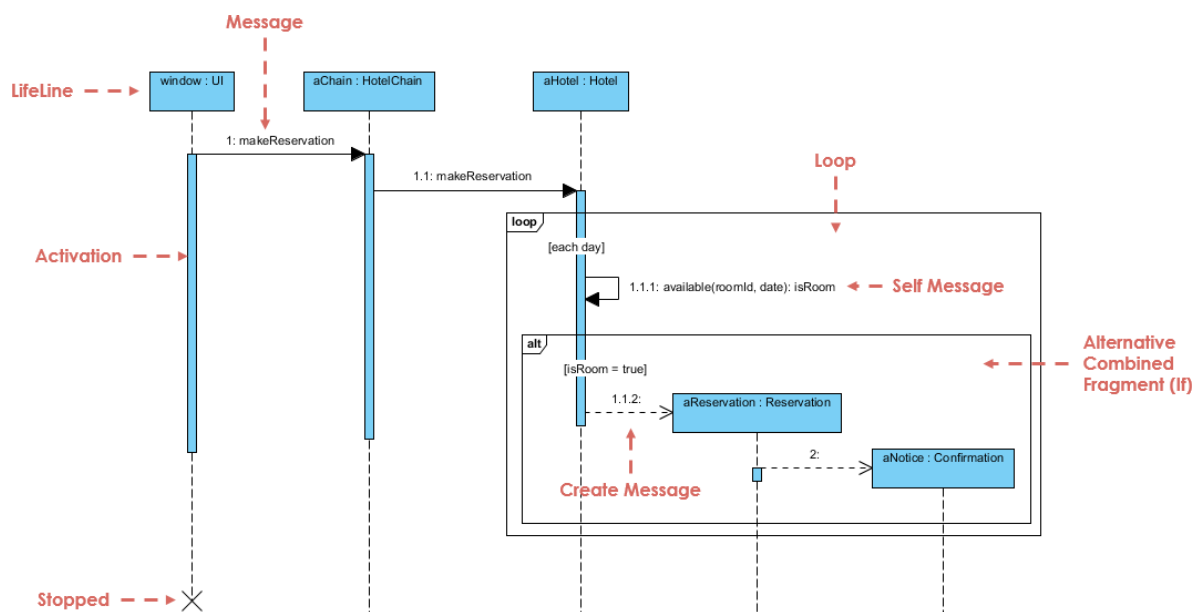 Message
LifeLine
window : UI
aChain : HotelChain
aHotel : Hotel
1: makeReservation
1.1: makeReservation
Loop
loop
[each day]
Activation
1.1.1: available(roomId, date): isRoom
Self Message
alt
Alternative
Combined
Fragment (If)
[isRoom = true]
1.1.2:
aReservation : Reservation
2:
aNotice : Confirmation
Create Message
Stopped